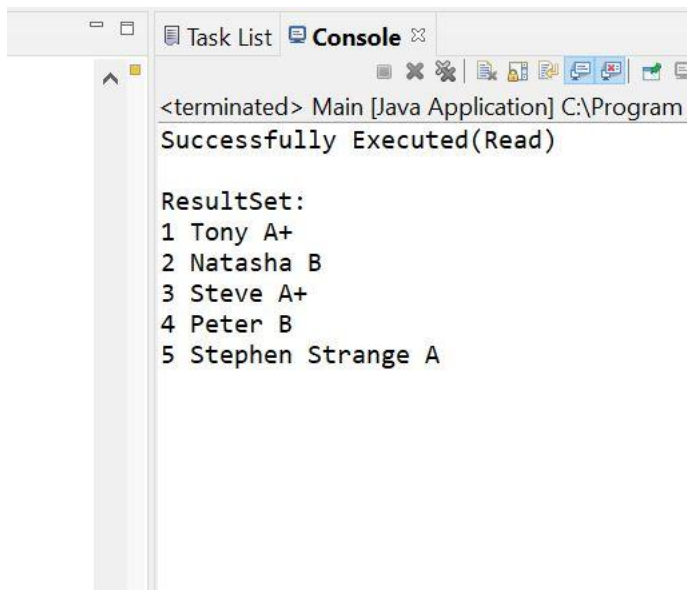 Task List Console
<terminated> Main [Java Application] C:\Program
Successfully Executed(Read)
ResultSet:
1 Tony A+
2 Natasha B
3 Steve A+
4 Peter B
5 Stephen Strange A